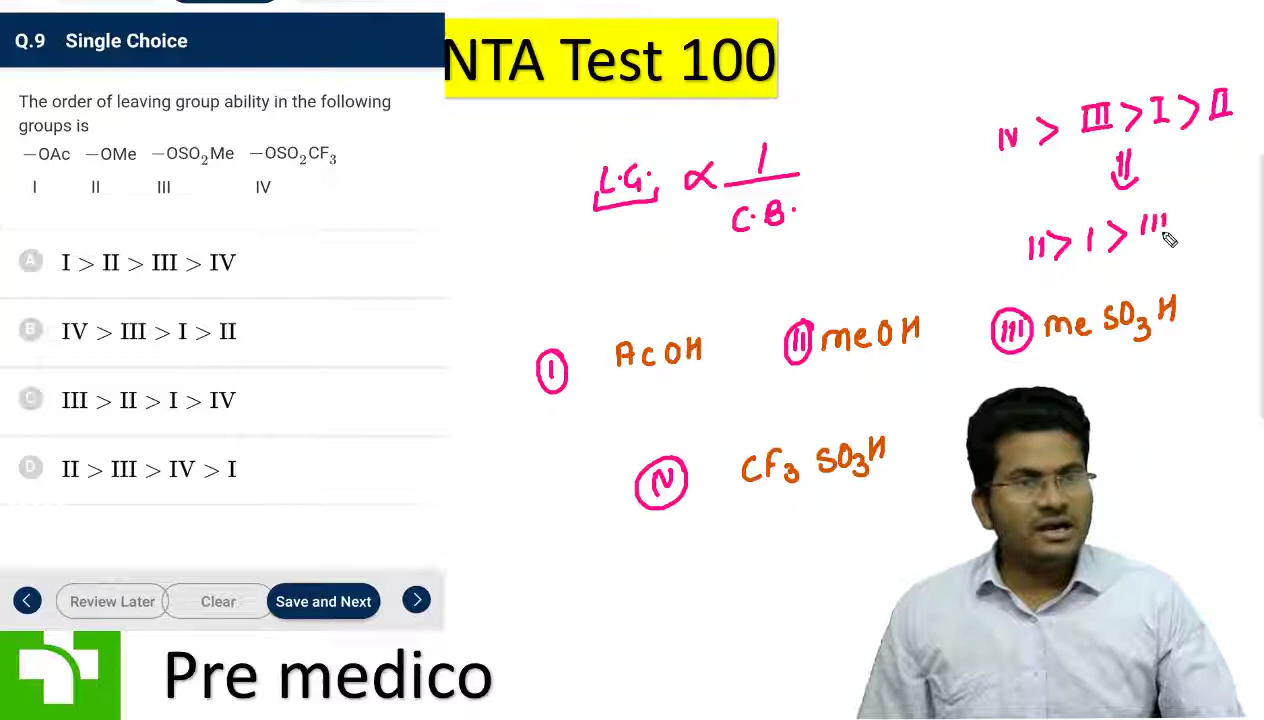 Q.9 Single Choice
NTA Test 100
The order of leaving group ability in the following
groups is
—OAc —OMe —OSO₂Me —OSO₂CF₃
I II III IV
A I > II > III > IV
B IV > III > I > II
C III > II > I > IV
D II > III > IV > I
Review Later Clear Save and Next
Pre medico
L.G. ∝ 1
C.B.
IV > III > I > II
⇓
II > I > III
I AcOH II MeOH III MeSO₃H
IV CF₃SO₃H